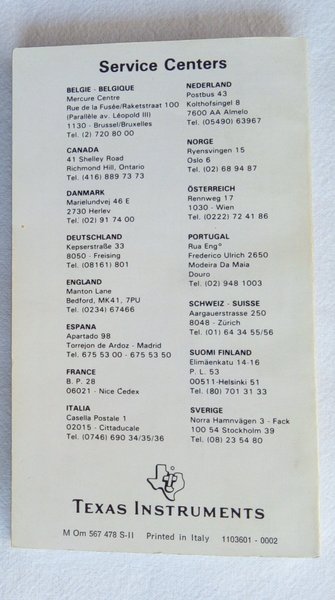 Service Centers
BELGIE - BELGIQUE
Mercure Centre
Rue de la Fusée/Raketstraat 100
(Parallèle av. Léopold III)
1130 - Brussel/Bruxelles
Tel. (2) 720 80 00
CANADA
41 Shelley Road
Richmond Hill, Ontario
Tel. (416) 889 73 73
DANMARK
Marielundvej 46 E
2730 Herlev
Tel. (02) 91 74 00
DEUTSCHLAND
Kepserstraße 33
8050 - Freising
Tel. (08161) 801
ENGLAND
Manton Lane
Bedford, MK41, 7PU
Tel. (0234) 67466
ESPANA
Apartado 98
Torrejon de Ardoz - Madrid
Tel. 675 53 00 - 675 53 50
FRANCE
B. P. 28
06021 - Nice Cedex
ITALIA
Casella Postale 1
02015 - Cittaducale
Tel. (0746) 690 34/35/36
NEDERLAND
Postbus 43
Kolthofsingel 8
7600 AA Almelo
Tel. (05490) 63967
NORGE
Ryensvingen 15
Oslo 6
Tel. (02) 68 94 87
ÖSTERREICH
Rennweg 17
1030 - Wien
Tel. (0222) 72 41 86
PORTUGAL
Rua Engº
Frederico Ulrich 2650
Modeira Da Maia
Douro
Tel. (02) 948 1003
SCHWEIZ - SUISSE
Aargauerstrasse 250
8048 - Zürich
Tel. (01) 64 34 55/56
SUOMI FINLAND
Elimäenkatu 14-16
P. L. 53
00511-Helsinki 51
Tel. (80) 701 31 33
SVERIGE
Norra Hamnvägen 3 - Fack
100 54 Stockholm 39
Tel. (08) 23 54 80
TEXAS INSTRUMENTS
M Om 567 478 S-II Printed in Italy 1103601 - 0002